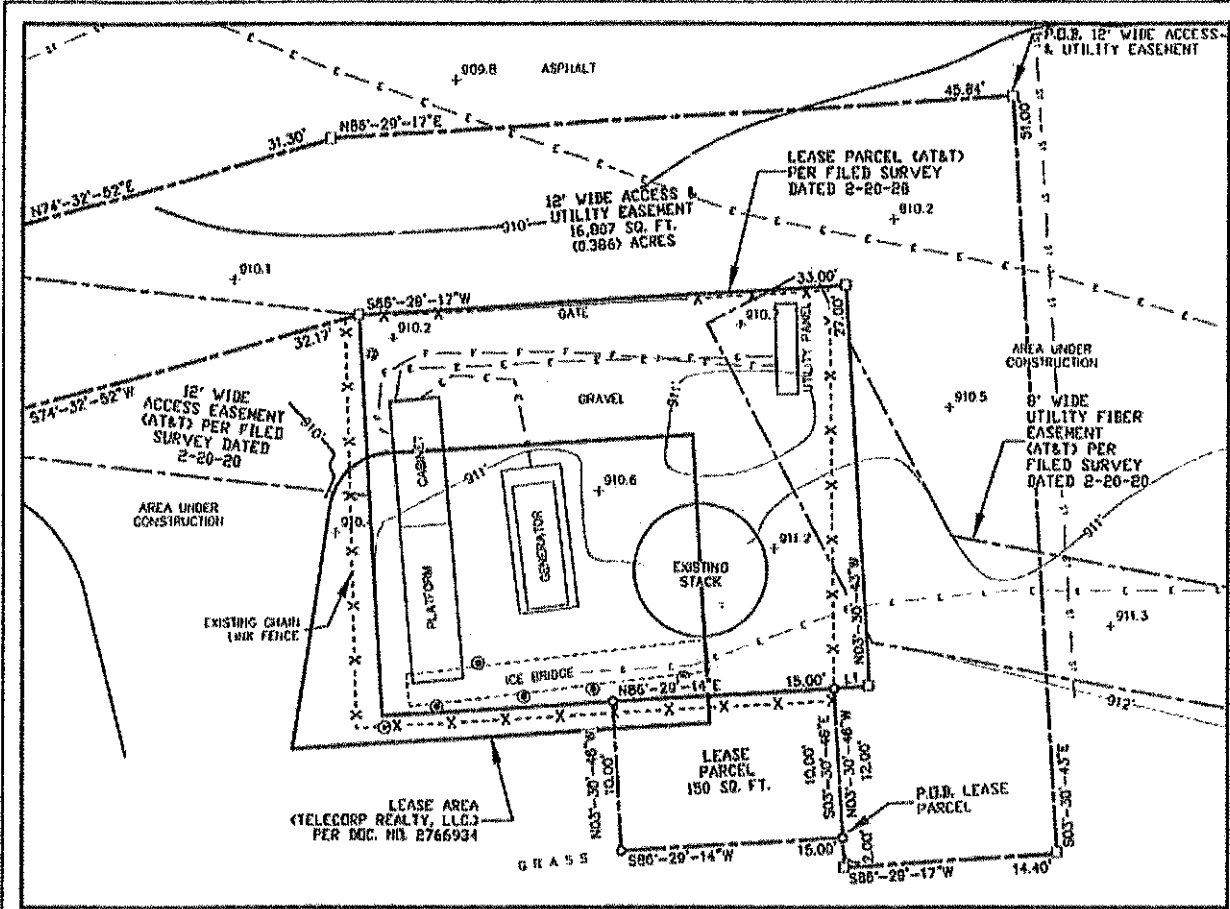 P.O.B. 12' WIDE ACCESS
& UTILITY EASEMENT
909.8
ASPHALT
45.84'
51.00'
N86°-29'-17"E
31.30'
N74°-32'-52"E
LEASE PARCEL (AT&T)
PER FILED SURVEY
DATED 2-20-20
12' WIDE ACCESS &
UTILITY EASEMENT
16,807 SQ. FT.
(0.386) ACRES
910'
910.2
910.1
33.00'
S86°-29'-17"W
GATE
27.00'
910.2
UTILITY PANEL
32.17'
S74°-32'-52"W
AREA UNDER
CONSTRUCTION
12' WIDE
ACCESS EASEMENT
(AT&T) PER FILED
SURVEY DATED
2-20-20
910'
GRAVEL
911'
910.5
8' WIDE
UTILITY FIBER
EASEMENT
(AT&T) PER
FILED SURVEY
DATED 2-20-20
CABINET
911'
910.6
AREA UNDER
CONSTRUCTION
GENERATOR
911.2
911'
EXISTING
STACK
PLATFORM
EXISTING CHAIN
LINK FENCE
N03°-30'-43"W
911.3
ICE BRIDGE
N86°-29'-14"E
15.00'
L1
912'
N03°-30'-46"W
10.00'
LEASE
PARCEL
150 SQ. FT.
10.00'
S03°-30'-46"E
N03°-30'-46"W
12.00'
P.O.B. LEASE
PARCEL
S03°-30'-43"E
LEASE AREA
(TELECORP REALTY, LLC.)
PER DOC. NO. 2766934
GRASS
S86°-29'-14"W
15.00'
2.00'
S86°-29'-17"W
14.40'